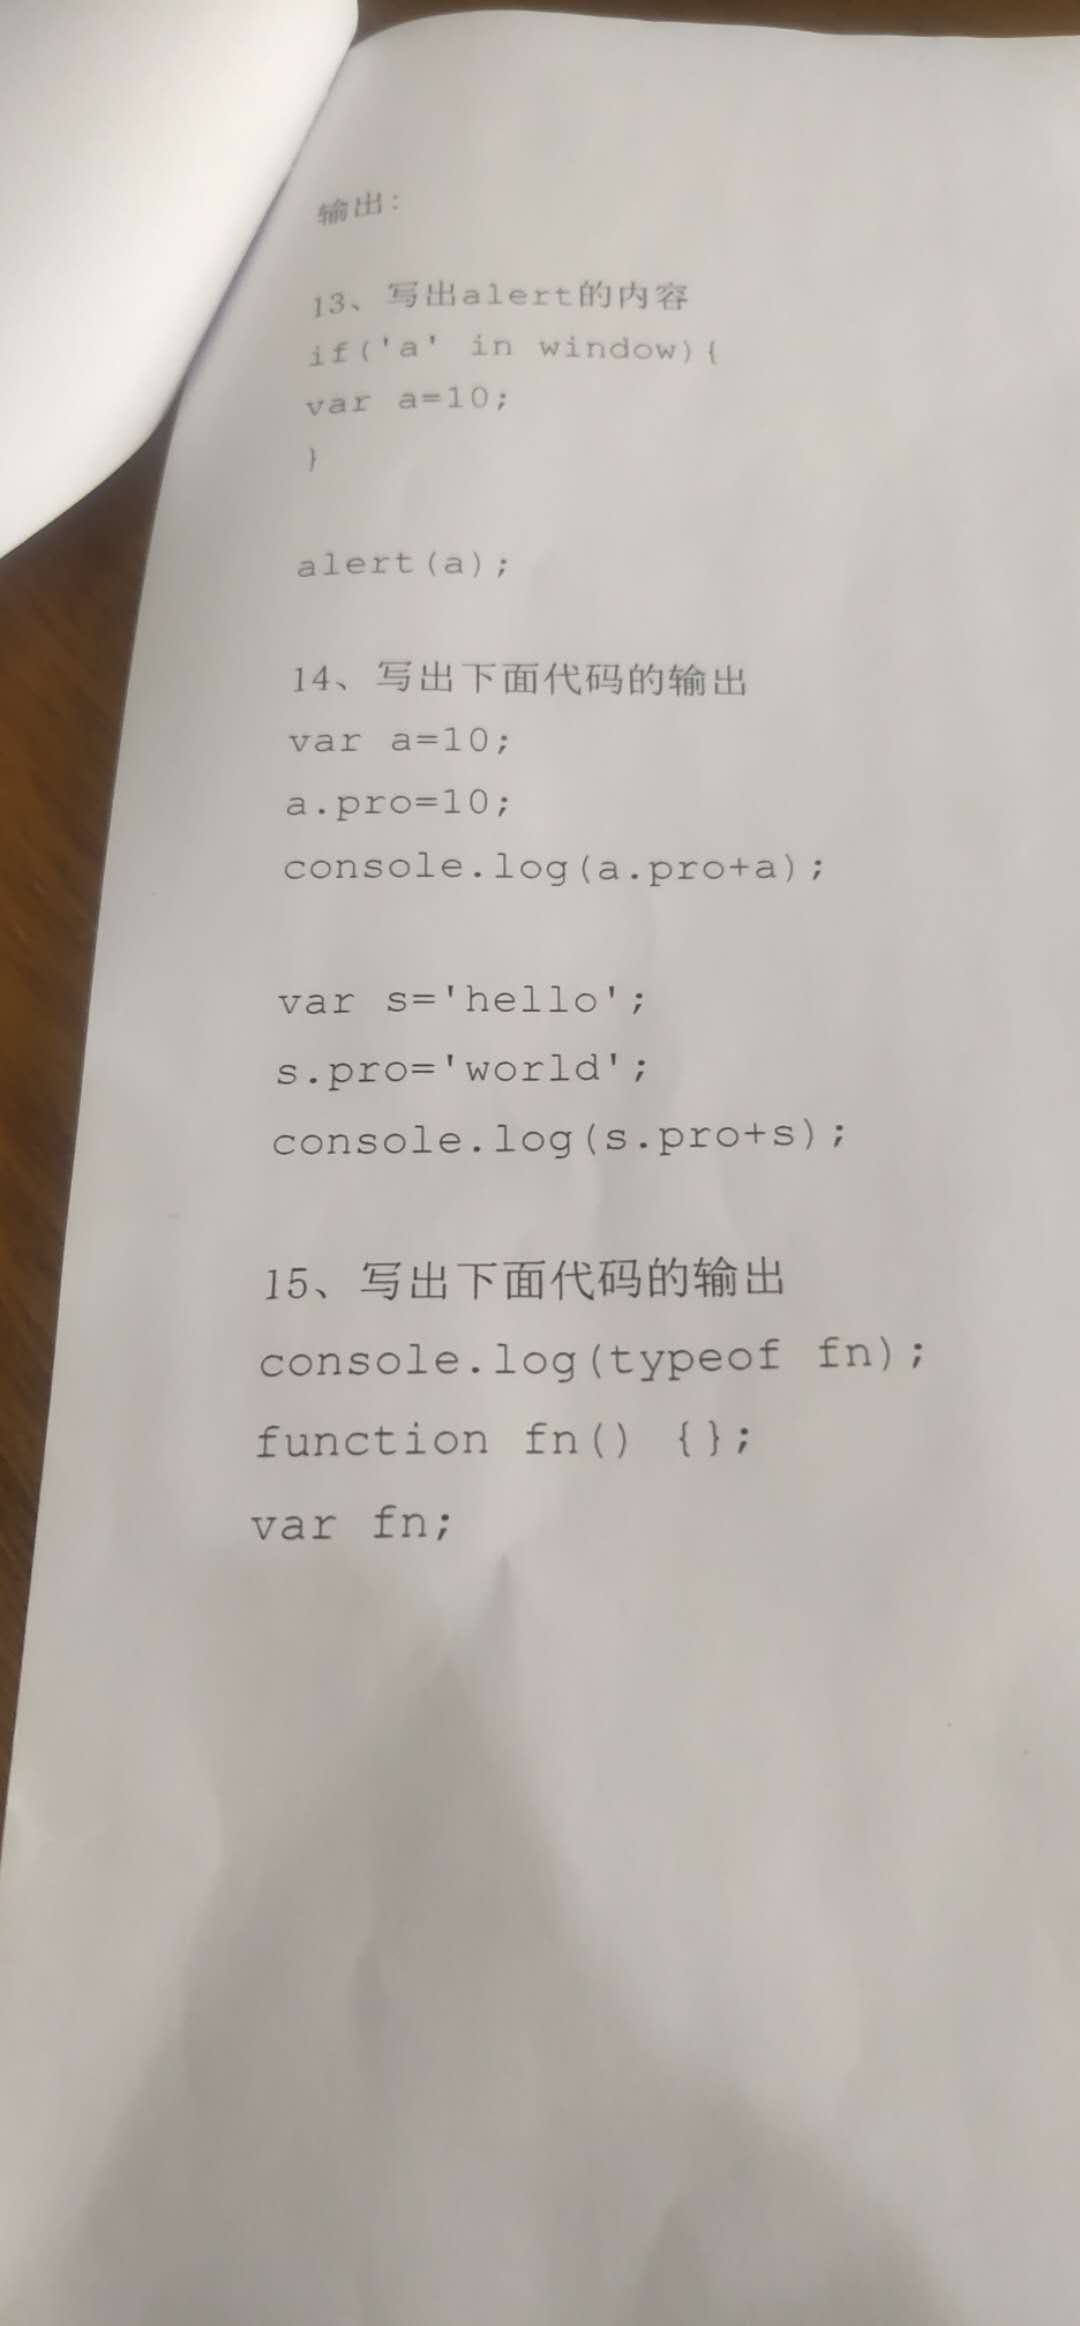 输出：
13、写出alert的内容
if('a' in window){
var a=10;
}
alert(a);
14、写出下面代码的输出
var a=10;
a.pro=10;
console.log(a.pro+a);
var s='hello';
s.pro='world';
console.log(s.pro+s);
15、写出下面代码的输出
console.log(typeof fn);
function fn() {};
var fn;